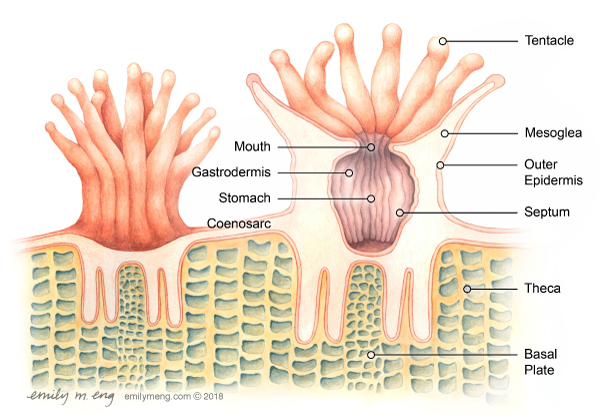 Tentacle
Mesoglea
Mouth
Outer
Epidermis
Gastrodermis
Stomach
Septum
Coenosarc
Theca
Basal
Plate
emily m. eng emilymeng.com © 2018